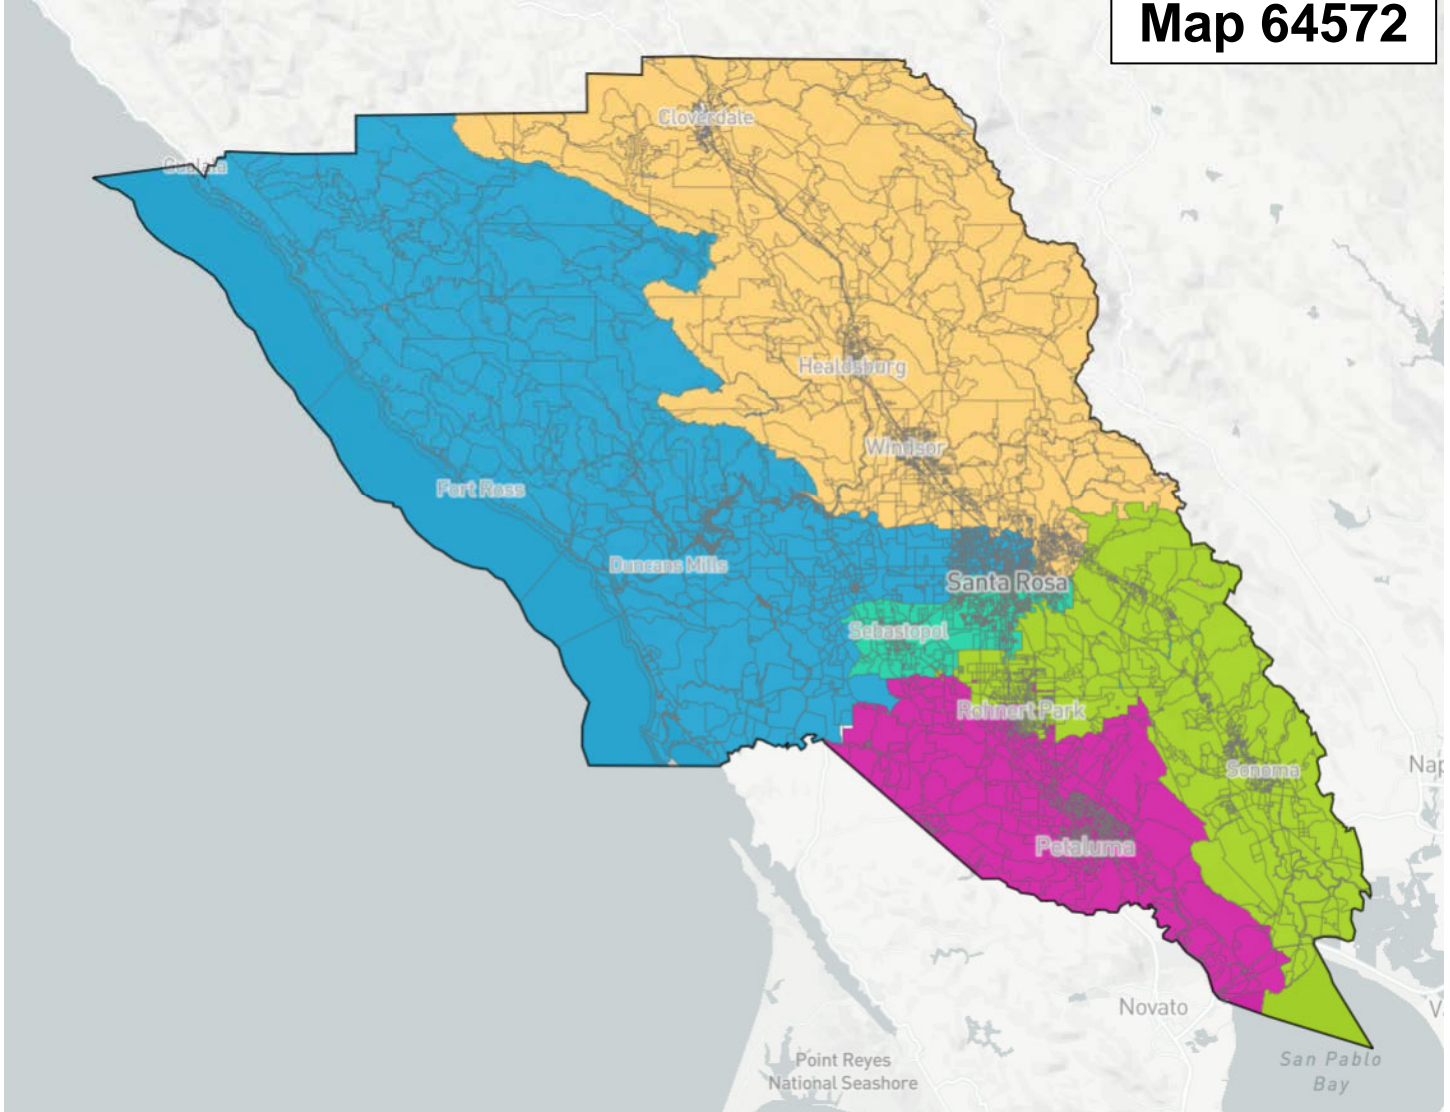 Map 64572
Cloverdale
Gualala
Healdsburg
Windsor
Fort Ross
Duncans Mills
Santa Rosa
Sebastopol
Rohnert Park
Sonoma
Nap
Petaluma
Novato
V
Point Reyes
National Seashore
San Pablo
Bay